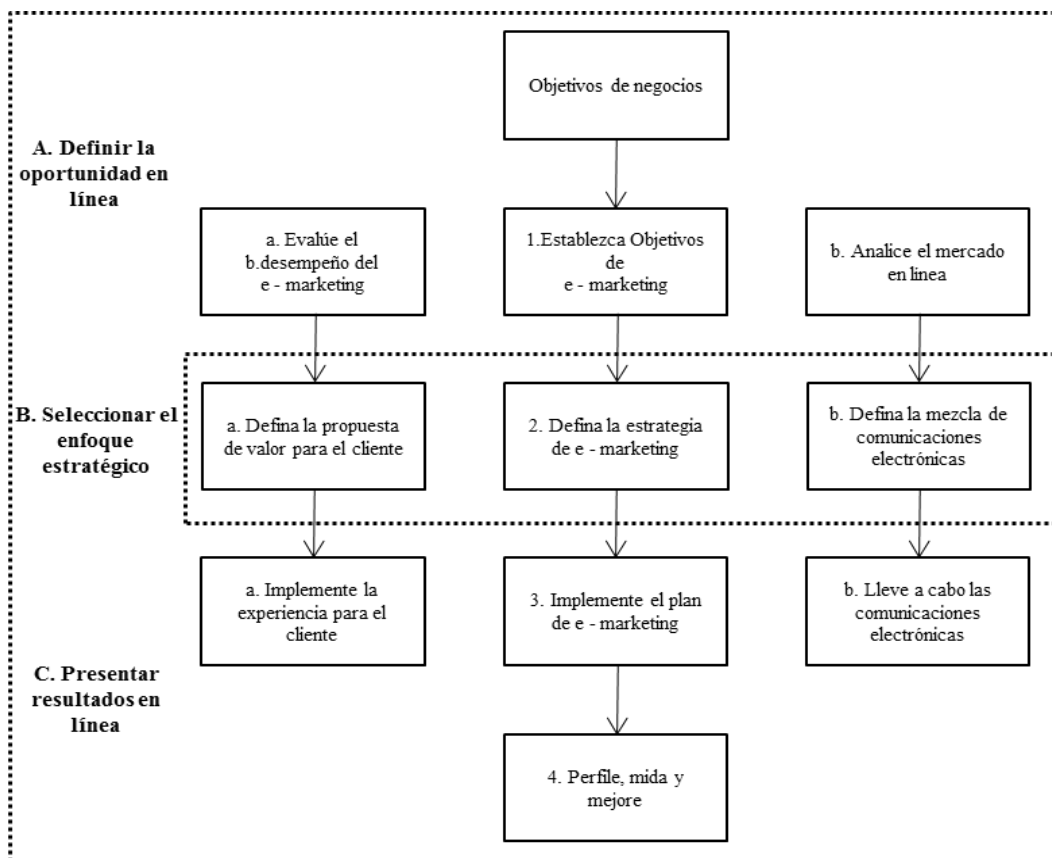 Objetivos de negocios
A. Definir la
oportunidad en
línea
a. Evalúe el
b.desempeño del
e - marketing
1.Establezca Objetivos
de
e - marketing
b. Analice el mercado
en linea
B. Seleccionar el
enfoque
estratégico
a. Defina la propuesta
de valor para el cliente
2. Defina la estrategia
de e - marketing
b. Defina la mezcla de
comunicaciones
electrónicas
a. Implemente la
experiencia para el
cliente
3. Implemente el plan
de e - marketing
b. Lleve a cabo las
comunicaciones
electrónicas
C. Presentar
resultados en
línea
4. Perfile, mida y
mejore